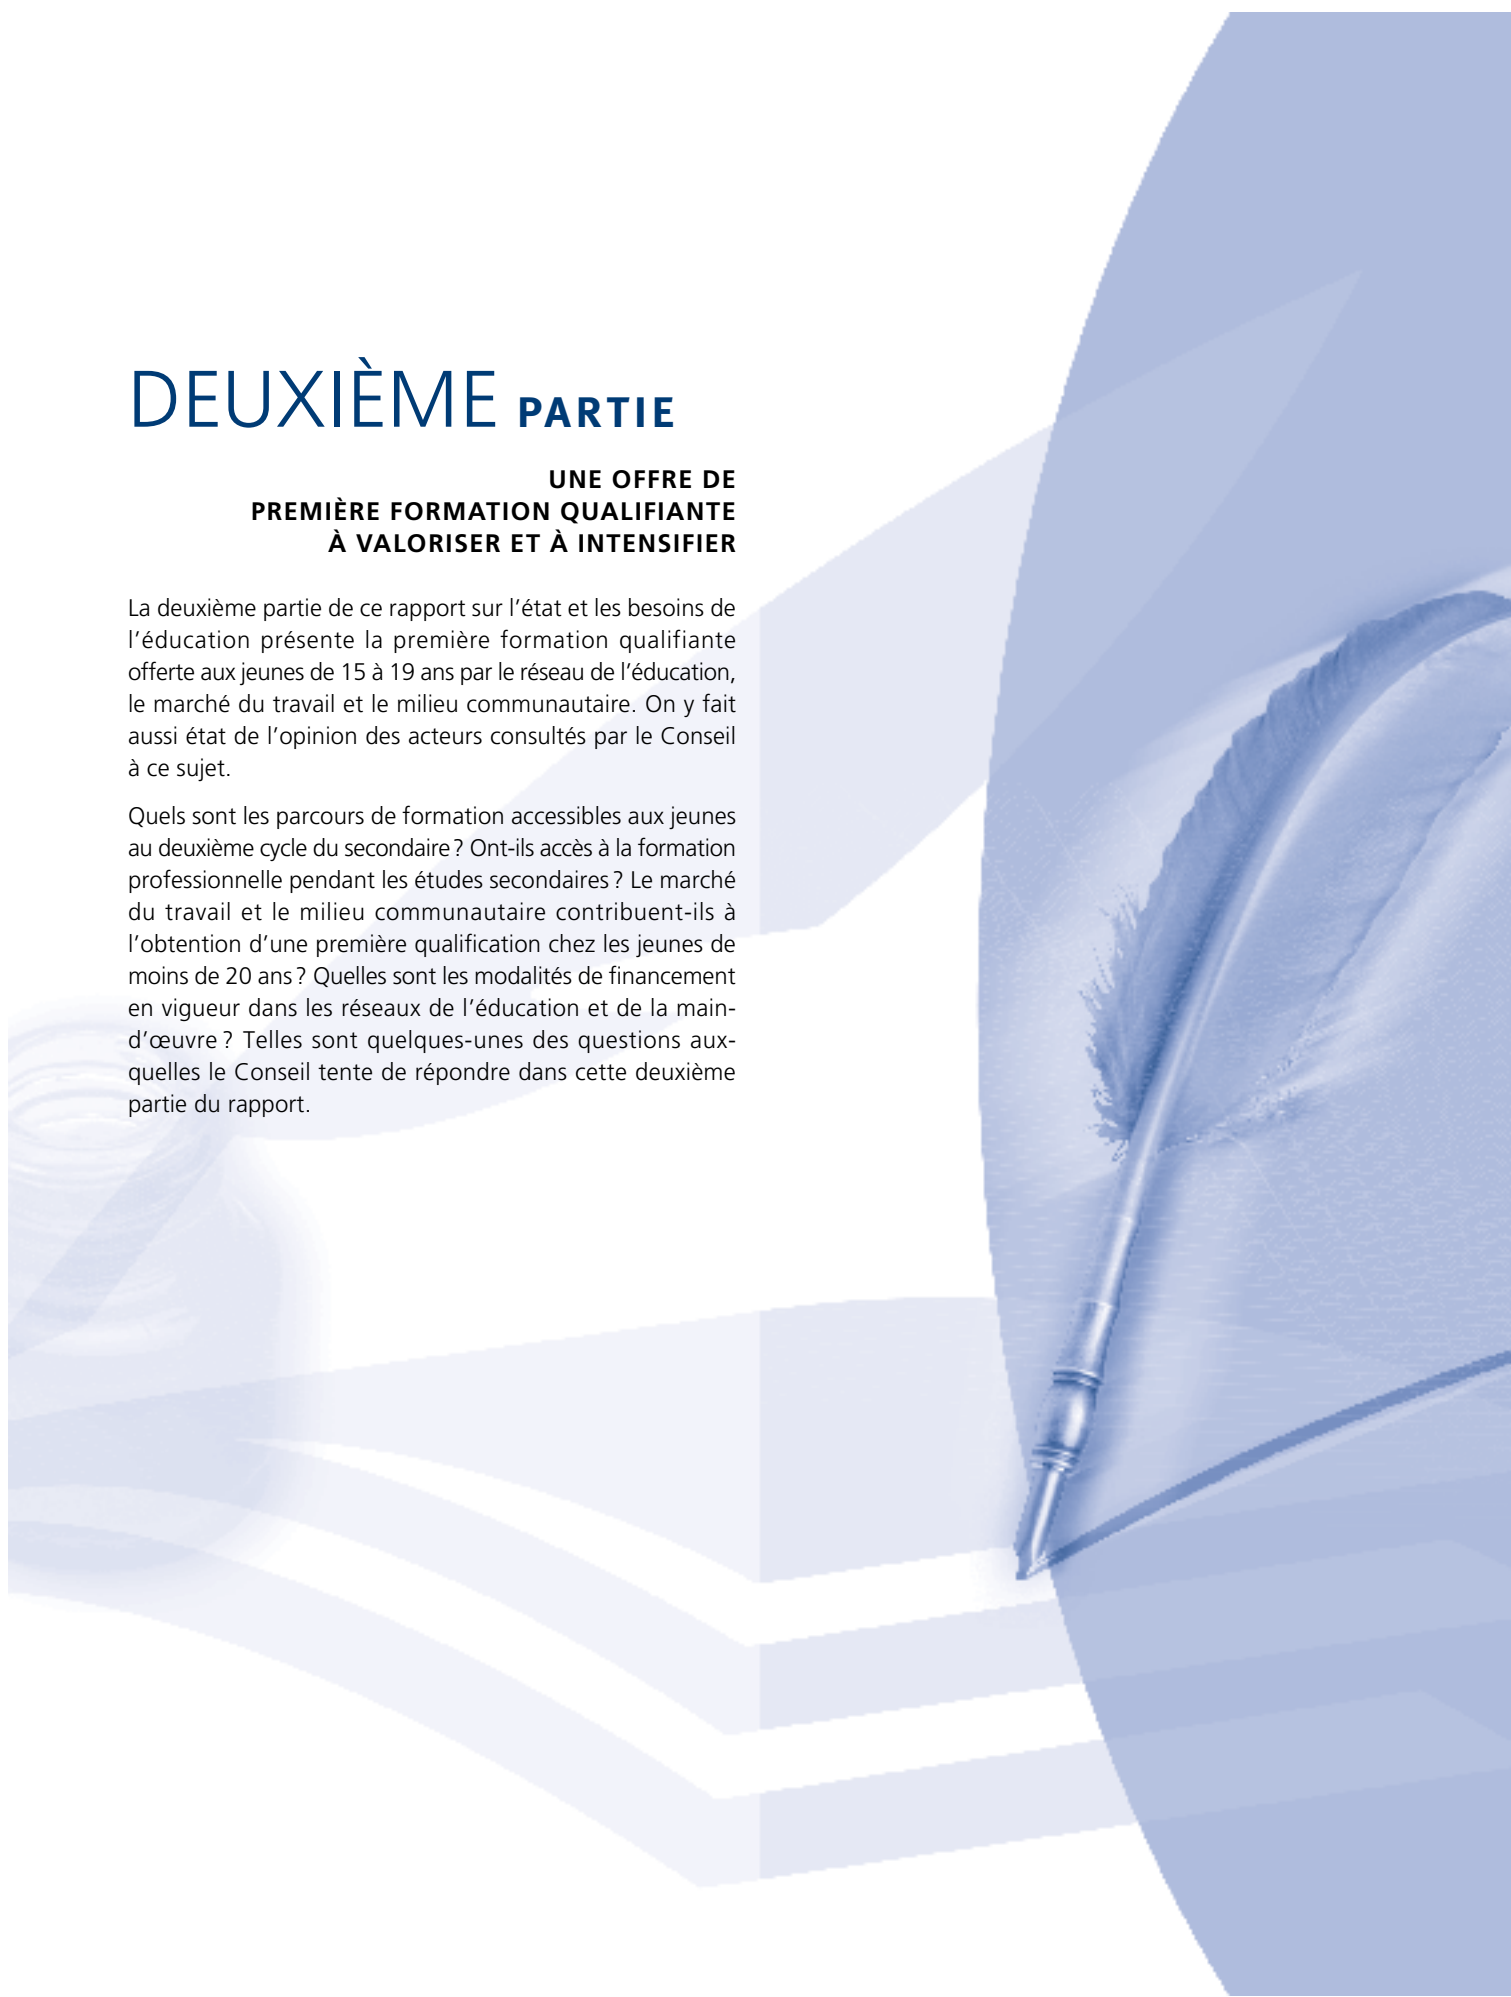 DEUXIÈME PARTIE
UNE OFFRE DE
PREMIÈRE FORMATION QUALIFIANTE
À VALORISER ET À INTENSIFIER
La deuxième partie de ce rapport sur l’état et les besoins de
l’éducation présente la première formation qualifiante
offerte aux jeunes de 15 à 19 ans par le réseau de l’éducation,
le marché du travail et le milieu communautaire. On y fait
aussi état de l’opinion des acteurs consultés par le Conseil
à ce sujet.
Quels sont les parcours de formation accessibles aux jeunes
au deuxième cycle du secondaire ? Ont-ils accès à la formation
professionnelle pendant les études secondaires ? Le marché
du travail et le milieu communautaire contribuent-ils à
l’obtention d’une première qualification chez les jeunes de
moins de 20 ans ? Quelles sont les modalités de financement
en vigueur dans les réseaux de l’éducation et de la main-
d’œuvre ? Telles sont quelques-unes des questions aux-
quelles le Conseil tente de répondre dans cette deuxième
partie du rapport.